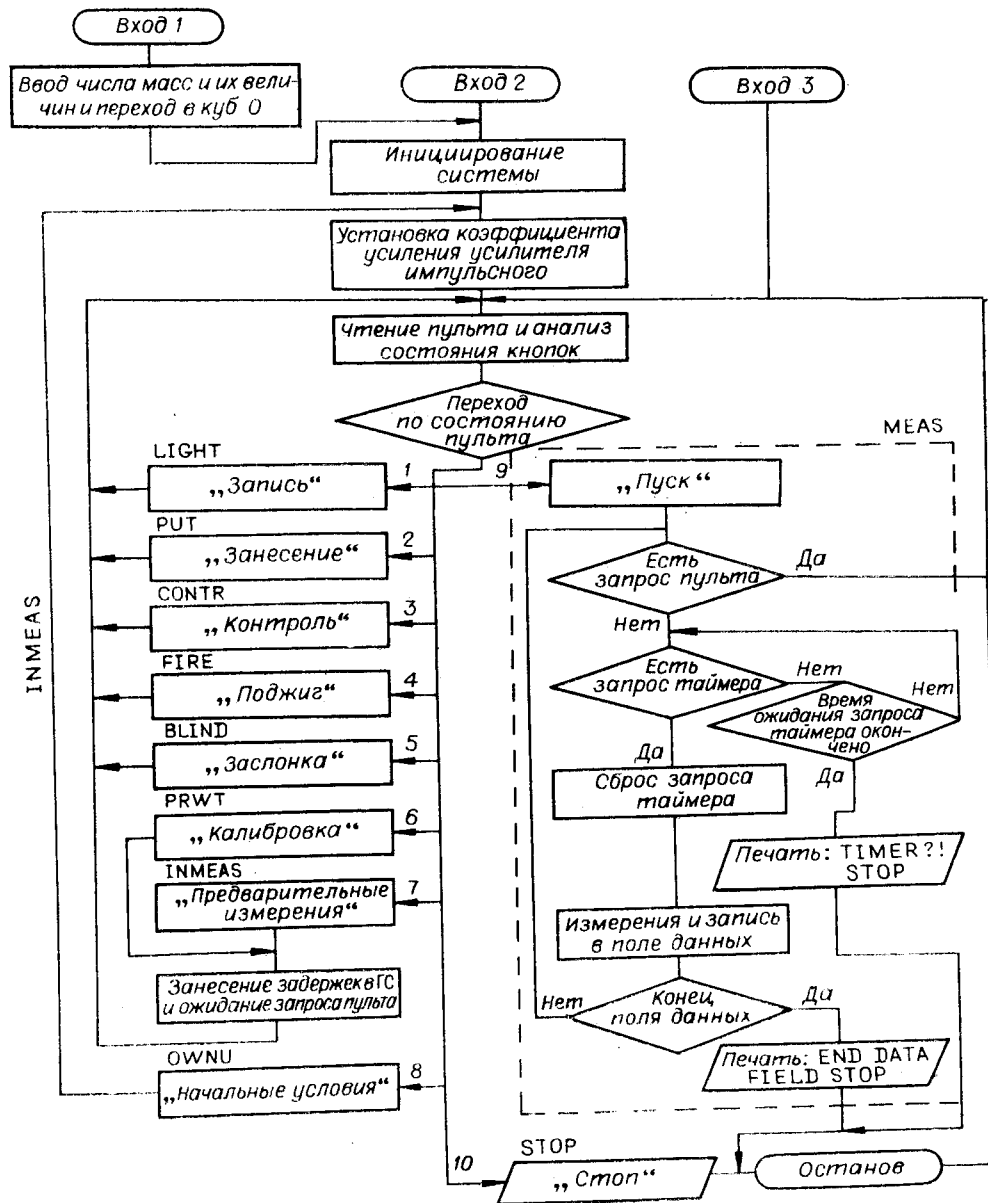 Вход 1
Ввод числа масс и их вели-
чин и переход в куб 0
Вход 2
Вход 3
Инициирование
системы
Установка коэффициента
усиления усилителя
импульсного
Чтение пульта и анализ
состояния кнопок
Переход
по состоянию
пульта
MEAS
LIGHT
1
9
„Запись“
„Пуск“
PUT
2
„Занесение“
Есть
запрос пульта
Да
CONTR
3
„Контроль“
Нет
FIRE
4
„Поджиг“
Есть
запрос таймера
Нет
Нет
Время
ожидания запроса
таймера окон-
чено
BLIND
5
„Заслонка“
Да
Да
Сброс запроса
таймера
PRWT
6
„Калибровка“
Печать: TIMER?!
STOP
INMEAS
INMEAS
7
„Предварительные
измерения“
Измерения и запись
в поле данных
Занесение задержек в ГС
и ожидание запроса пульта
Нет
Конец
поля данных
Да
OWNU
8
„Начальные условия“
Печать: END DATA
FIELD STOP
STOP
10
„Стоп“
Останов